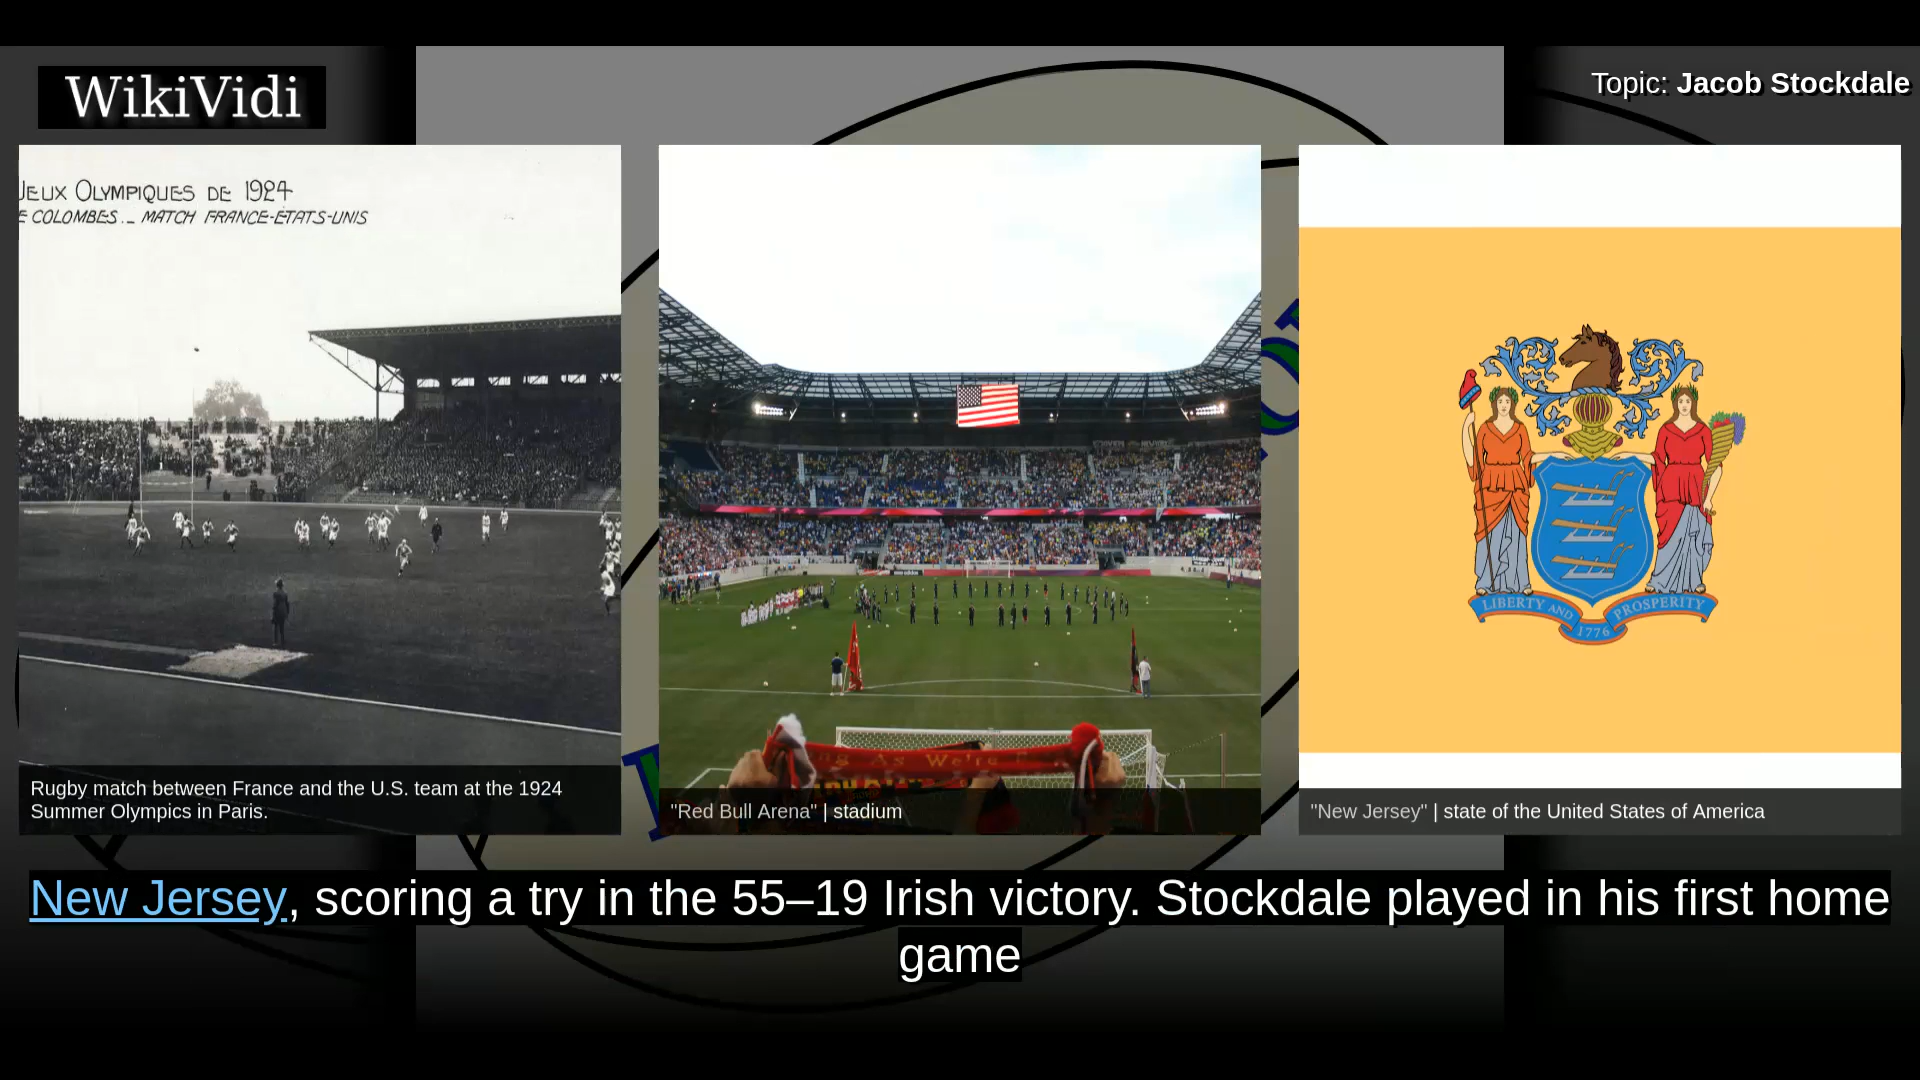 WikiVidi
Topic: Jacob Stockdale
JEUX OLYMPIQUES DE 1924
E COLOMBES._ MATCH FRANCE-ETATS-UNIS
Rugby match between France and the U.S. team at the 1924
Summer Olympics in Paris.
"Red Bull Arena" | stadium
LIBERTY AND PROSPERITY
1776
"New Jersey" | state of the United States of America
New Jersey, scoring a try in the 55–19 Irish victory. Stockdale played in his first home
game